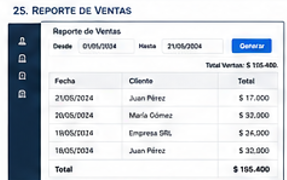 25. REPORTE DE VENTAS
Reporte de Ventas
Desde 01/05/2024 Hasta 21/05/2024 Generar
Total Ventas: $ 155.400.
Fecha Cliente Total
21/05/2024 Juan Pérez $ 17.000
20/05/2024 María Gómez $ 32,000
19/05/2024 Empresa SRL $ 24,000
18/05/2024 Juan Pérez $ 32,000
Total $ 155.400